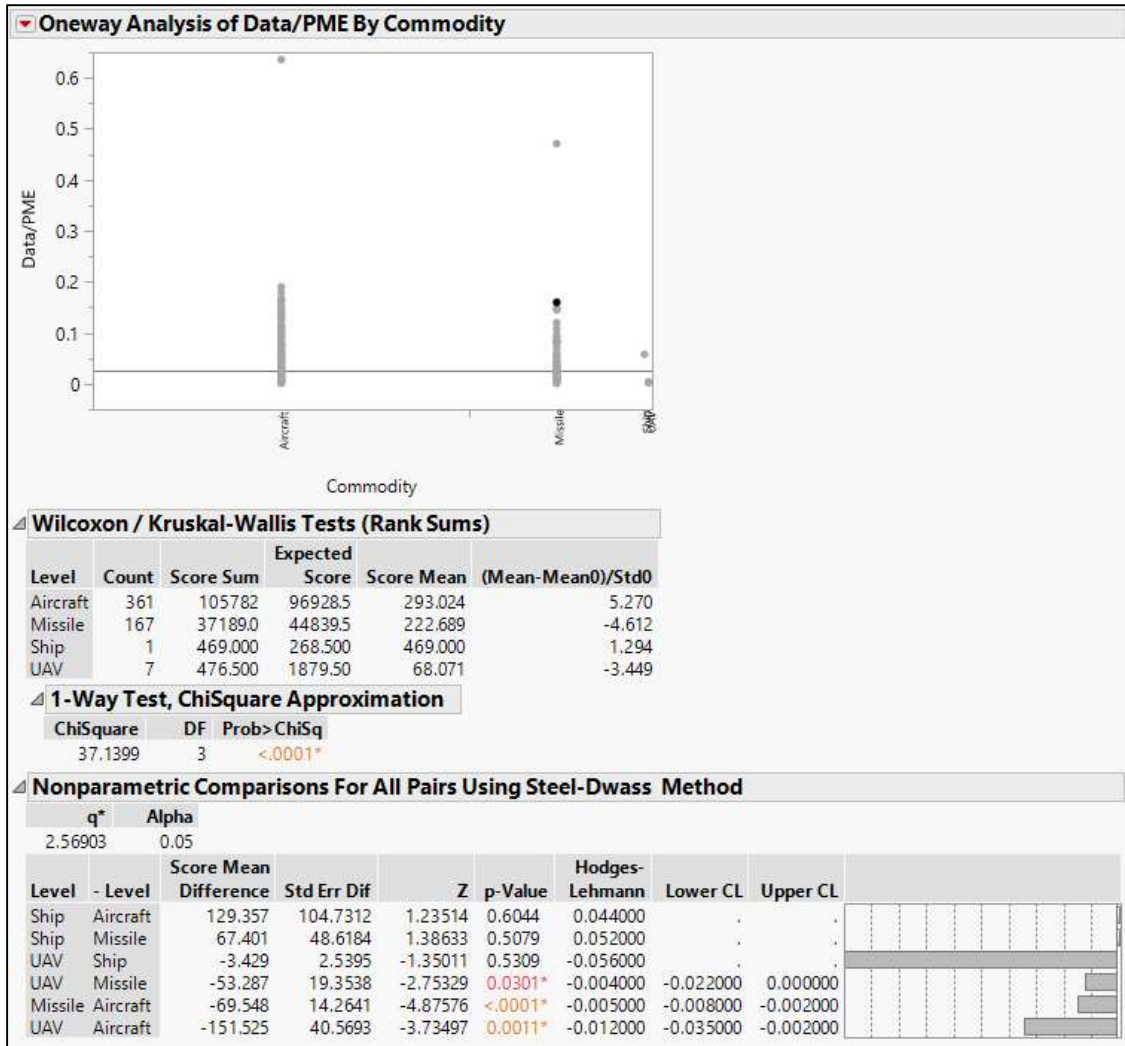 Oneway Analysis of Data/PME By Commodity
0.6
0.5
0.4
0.3
0.2
0.1
0
Data/PME
Aircraft
Missile
Ship
UAV
Commodity
Wilcoxon / Kruskal-Wallis Tests (Rank Sums)
Expected
Level Count Score Sum Score Score Mean (Mean-Mean0)/Std0
Aircraft 361 105782 96928.5 293.024 5.270
Missile 167 37189.0 44839.5 222.689 -4.612
Ship 1 469.000 268.500 469.000 1.294
UAV 7 476.500 1879.50 68.071 -3.449
1-Way Test, ChiSquare Approximation
ChiSquare DF Prob>ChiSq
37.1399 3 <.0001*
Nonparametric Comparisons For All Pairs Using Steel-Dwass Method
q* Alpha
2.56903 0.05
Score Mean Hodges-
Level - Level Difference Std Err Dif Z p-Value Lehmann Lower CL Upper CL
Ship Aircraft 129.357 104.7312 1.23514 0.6044 0.044000 . .
Ship Missile 67.401 48.6184 1.38633 0.5079 0.052000 . .
UAV Ship -3.429 2.5395 -1.35011 0.5309 -0.056000 . .
UAV Missile -53.287 19.3538 -2.75329 0.0301* -0.004000 -0.022000 0.000000
Missile Aircraft -69.548 14.2641 -4.87576 <.0001* -0.005000 -0.008000 -0.002000
UAV Aircraft -151.525 40.5693 -3.73497 0.0011* -0.012000 -0.035000 -0.002000